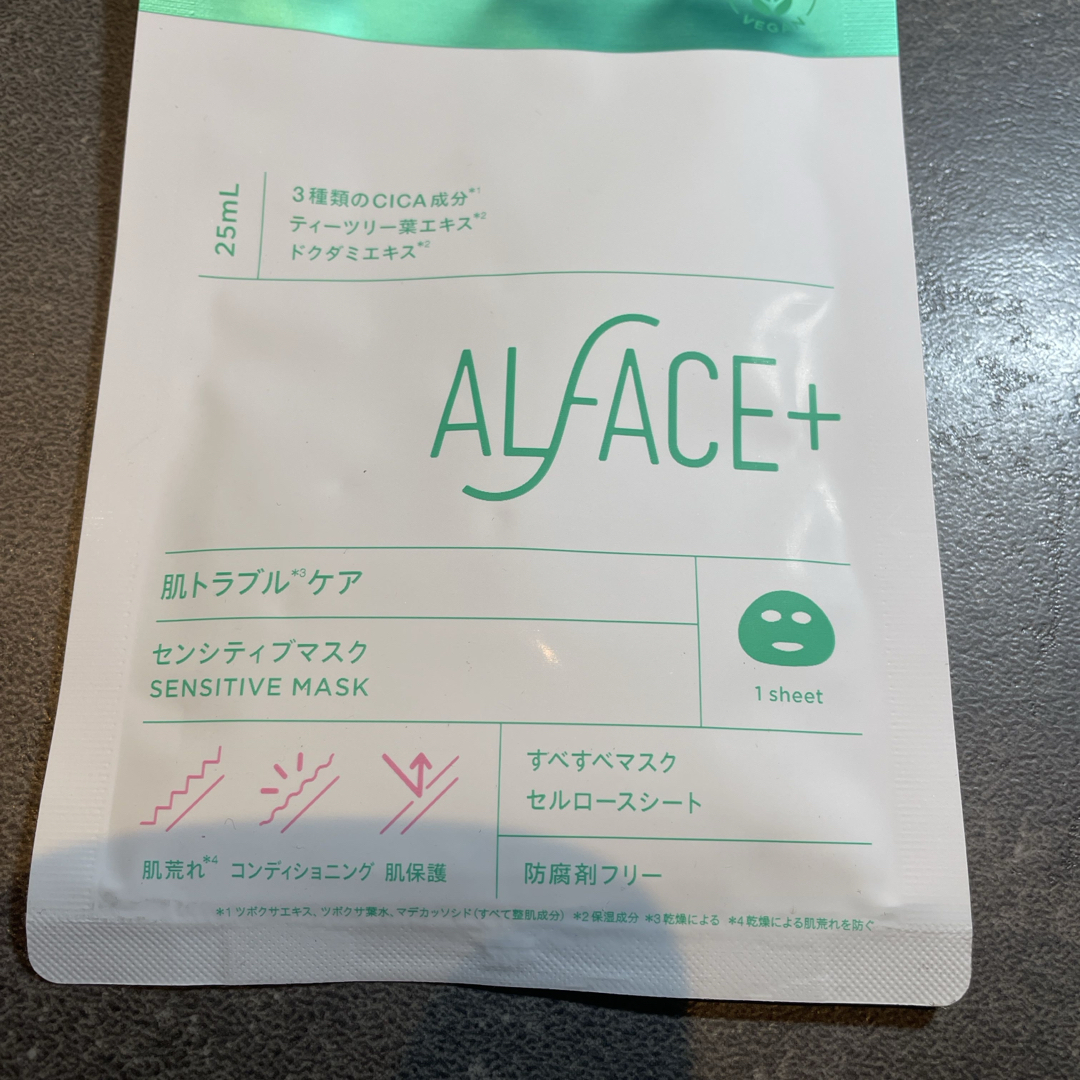 VEGAN
25mL
3種類のCICA成分*1
ティーツリー葉エキス*2
ドクダミエキス*2
ALFACE+
肌トラブル*3ケア
センシティブマスク
SENSITIVE MASK
1 sheet
すべすべマスク
セルロースシート
肌荒れ*4 コンディショニング 肌保護
防腐剤フリー
*1 ツボクサエキス、ツボクサ葉水、マデカッソシド(すべて整肌成分) *2 保湿成分 *3 乾燥による *4 乾燥による肌荒れを防ぐ